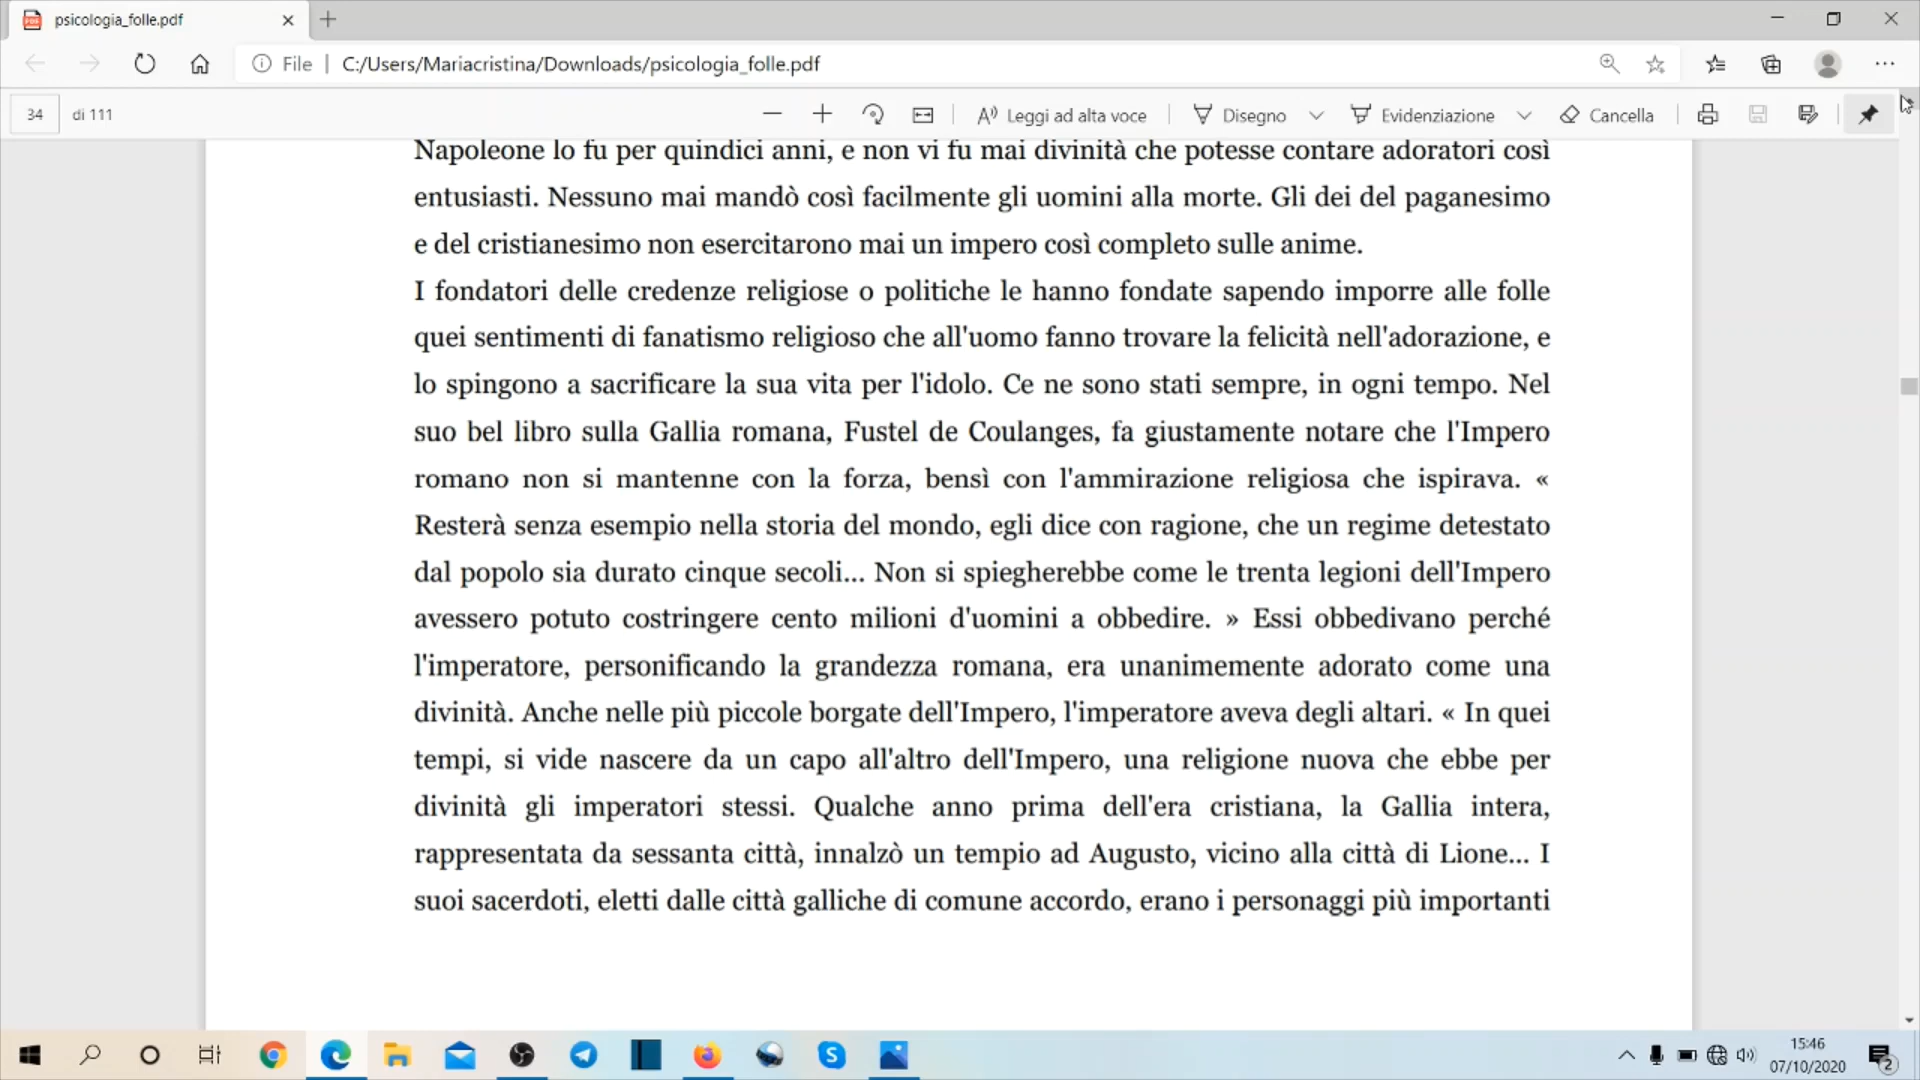 psicologia_folle.pdf
File | C:/Users/Mariacristina/Downloads/psicologia_folle.pdf
34 di 111 Leggi ad alta voce Disegno Evidenziazione Cancella
Napoleone lo fu per quindici anni, e non vi fu mai divinità che potesse contare adoratori così
entusiasti. Nessuno mai mandò così facilmente gli uomini alla morte. Gli dei del paganesimo
e del cristianesimo non esercitarono mai un impero così completo sulle anime.
I fondatori delle credenze religiose o politiche le hanno fondate sapendo imporre alle folle
quei sentimenti di fanatismo religioso che all'uomo fanno trovare la felicità nell'adorazione, e
lo spingono a sacrificare la sua vita per l'idolo. Ce ne sono stati sempre, in ogni tempo. Nel
suo bel libro sulla Gallia romana, Fustel de Coulanges, fa giustamente notare che l'Impero
romano non si mantenne con la forza, bensì con l'ammirazione religiosa che ispirava. «
Resterà senza esempio nella storia del mondo, egli dice con ragione, che un regime detestato
dal popolo sia durato cinque secoli... Non si spiegherebbe come le trenta legioni dell'Impero
avessero potuto costringere cento milioni d'uomini a obbedire. » Essi obbedivano perché
l'imperatore, personificando la grandezza romana, era unanimemente adorato come una
divinità. Anche nelle più piccole borgate dell'Impero, l'imperatore aveva degli altari. « In quei
tempi, si vide nascere da un capo all'altro dell'Impero, una religione nuova che ebbe per
divinità gli imperatori stessi. Qualche anno prima dell'era cristiana, la Gallia intera,
rappresentata da sessanta città, innalzò un tempio ad Augusto, vicino alla città di Lione... I
suoi sacerdoti, eletti dalle città galliche di comune accordo, erano i personaggi più importanti
15:46
07/10/2020
2